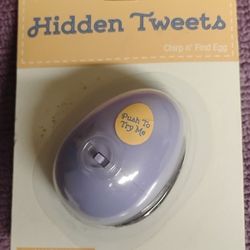 Hidden Tweets
Chirp n' Find Egg
Push To
Try Me